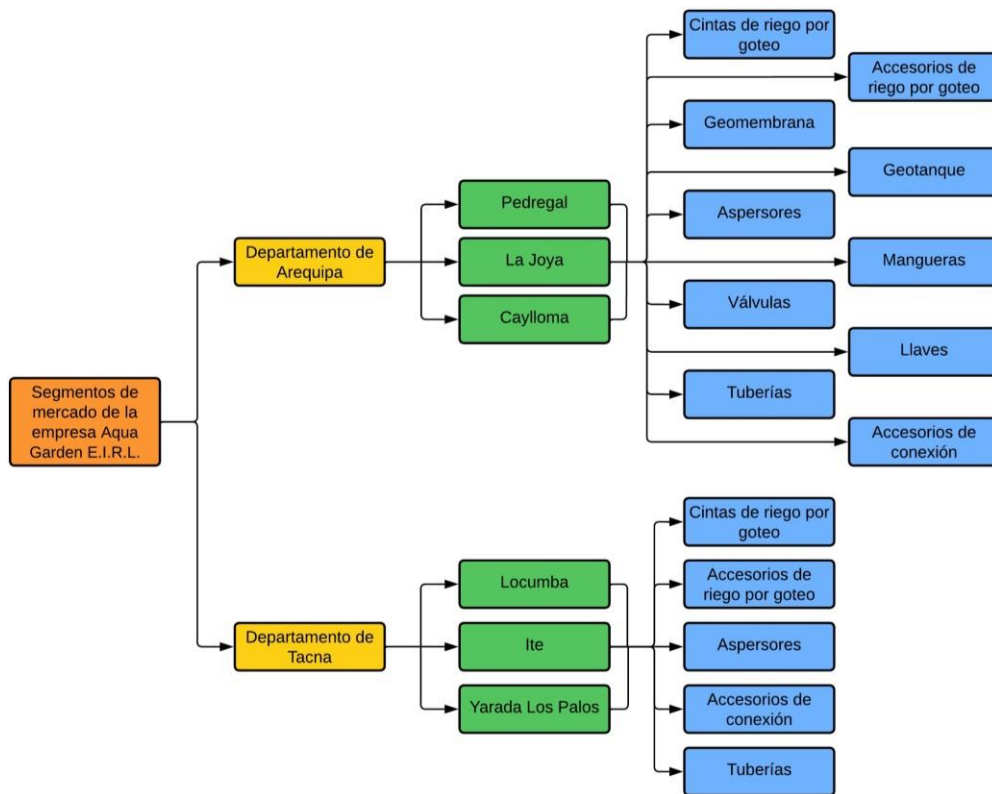 Segmentos de
mercado de la
empresa Aqua
Garden E.I.R.L.
Departamento de
Arequipa
Pedregal
La Joya
Caylloma
Cintas de riego por
goteo
Accesorios de
riego por goteo
Geomembrana
Geotanque
Aspersores
Mangueras
Válvulas
Llaves
Tuberías
Accesorios de
conexión
Departamento de
Tacna
Locumba
Ite
Yarada Los Palos
Cintas de riego por
goteo
Accesorios de
riego por goteo
Aspersores
Accesorios de
conexión
Tuberías